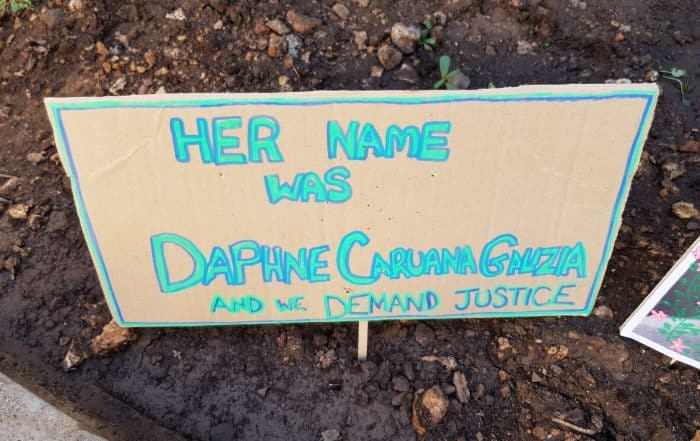 HER NAME
WAS
DAPHNE CARUANA GALIZIA
AND WE DEMAND JUSTICE